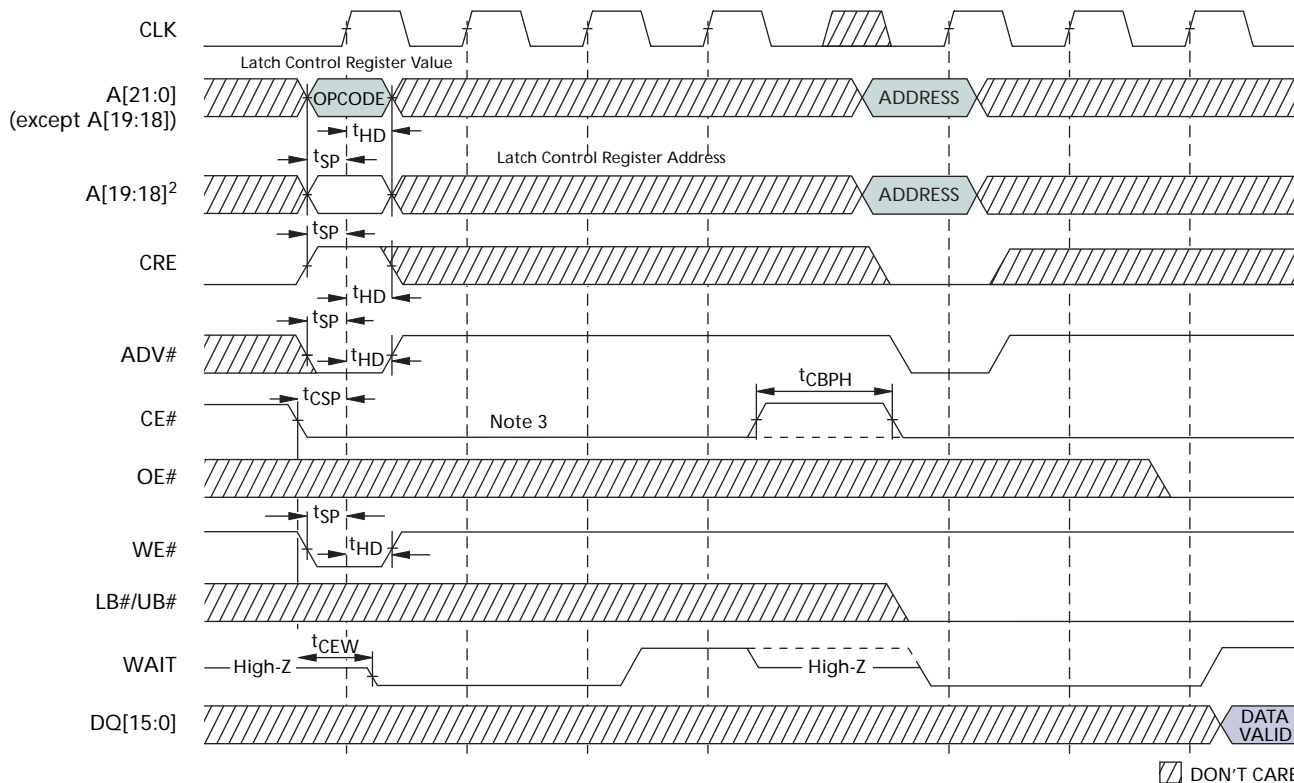 CLK
Latch Control Register Value
A[21:0]
(except A[19:18])
OPCODE
ADDRESS
tHD
tSP
Latch Control Register Address
A[19:18]2
ADDRESS
tSP
CRE
tHD
tSP
ADV#
tHD
tCSP
tCBPH
CE#
Note 3
OE#
tSP
WE#
tHD
LB#/UB#
tCEW
WAIT
High-Z
High-Z
DQ[15:0]
DATA
VALID
DON'T CARE